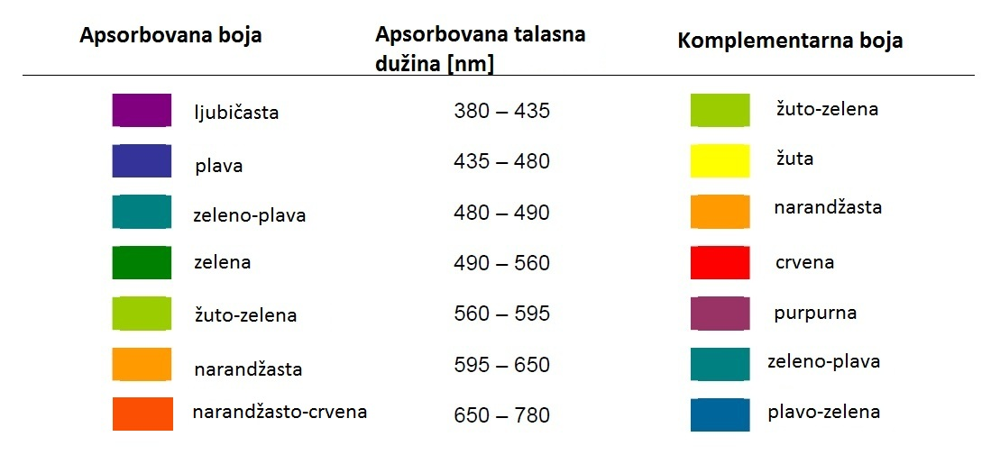 Apsorbovana boja
Apsorbovana talasna
dužina [nm]
Komplementarna boja
ljubičasta 380 – 435 žuto-zelena
plava 435 – 480 žuta
zeleno-plava 480 – 490 narandžasta
zelena 490 – 560 crvena
žuto-zelena 560 – 595 purpurna
narandžasta 595 – 650 zeleno-plava
narandžasto-crvena 650 – 780 plavo-zelena